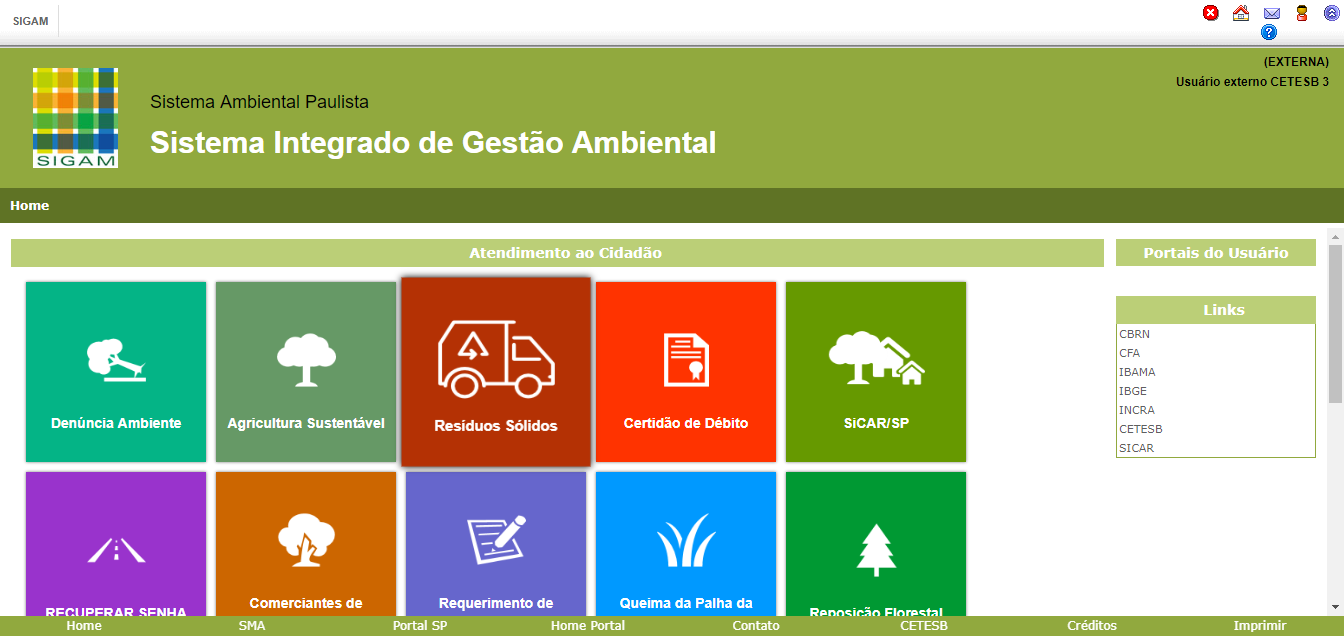 SIGAM
(EXTERNA)
Usuário externo CETESB 3
SIGAM
Sistema Ambiental Paulista
Sistema Integrado de Gestão Ambiental
Home
Atendimento ao Cidadão
Portais do Usuário
Denúncia Ambiente
Agricultura Sustentável
Resíduos Sólidos
Certidão de Débito
SiCAR/SP
Links
CBRN
CFA
IBAMA
IBGE
INCRA
CETESB
SICAR
RECUPERAR SENHA
Comerciantes de
Requerimento de
Queima da Palha da
Reposição Florestal
Home
SMA
Portal SP
Home Portal
Contato
CETESB
Créditos
Imprimir